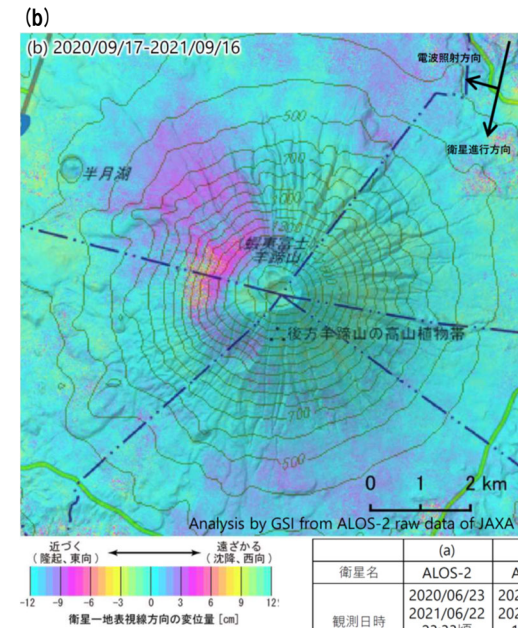 (b)
(b) 2020/09/17-2021/09/16
電波照射方向
衛星進行方向
500
700
1000
半月湖
(蝦夷富士)
羊蹄山
後方羊蹄山の高山植物帯
700
500
0 1 2 km
Analysis by GSI from ALOS-2 raw data of JAXA
近づく
(隆起、東向)
遠ざかる
(沈降、西向)
-12 -9 -6 -3 0 3 6 9 12
衛星－地表視線方向の変位量 [cm]
(a)
衛星名 ALOS-2 A
観測日時
2020/06/23 202
2021/06/22 202